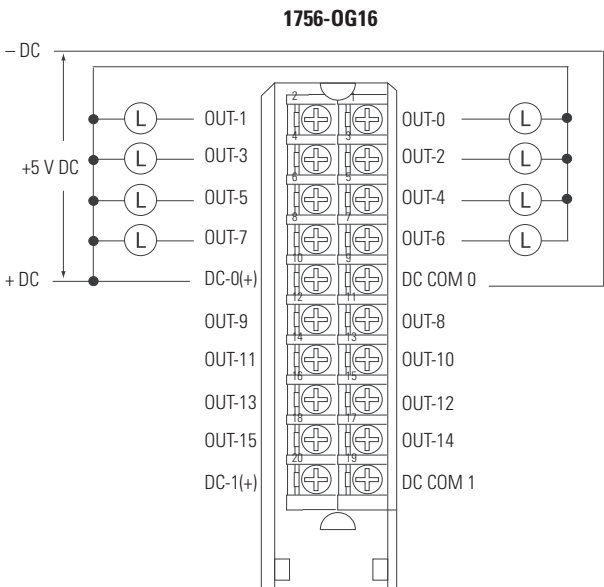 1756-OG16
– DC
+5 V DC
+ DC
2 1
L OUT-1 OUT-0 L
4 3
L OUT-3 OUT-2 L
6 5
L OUT-5 OUT-4 L
8 7
L OUT-7 OUT-6 L
10 9
DC-0(+) DC COM 0
12 11
OUT-9 OUT-8
14 13
OUT-11 OUT-10
16 15
OUT-13 OUT-12
18 17
OUT-15 OUT-14
20 19
DC-1(+) DC COM 1